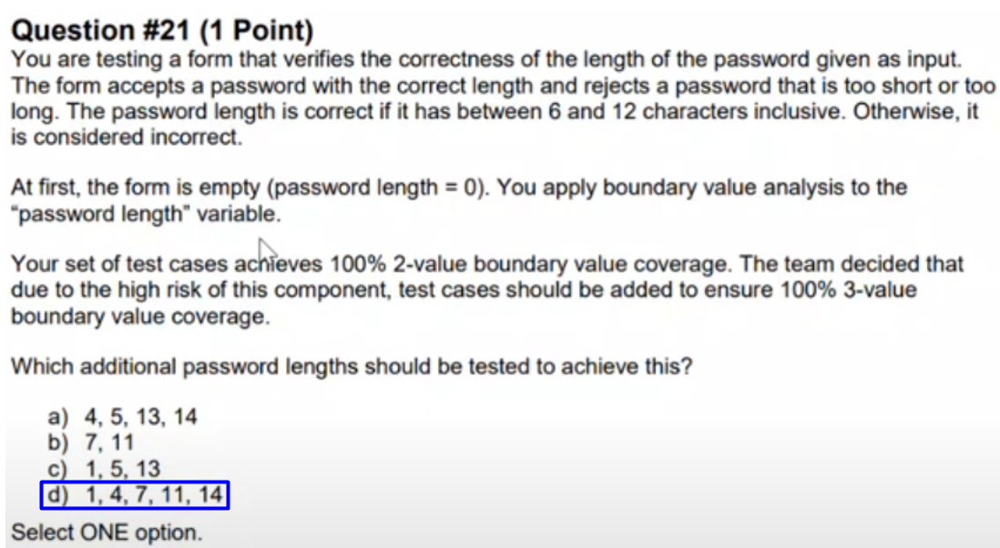 Question #21 (1 Point)
You are testing a form that verifies the correctness of the length of the password given as input.
The form accepts a password with the correct length and rejects a password that is too short or too
long. The password length is correct if it has between 6 and 12 characters inclusive. Otherwise, it
is considered incorrect.
At first, the form is empty (password length = 0). You apply boundary value analysis to the
“password length” variable.
Your set of test cases achieves 100% 2-value boundary value coverage. The team decided that
due to the high risk of this component, test cases should be added to ensure 100% 3-value
boundary value coverage.
Which additional password lengths should be tested to achieve this?
a) 4, 5, 13, 14
b) 7, 11
c) 1, 5, 13
d) 1, 4, 7, 11, 14
Select ONE option.